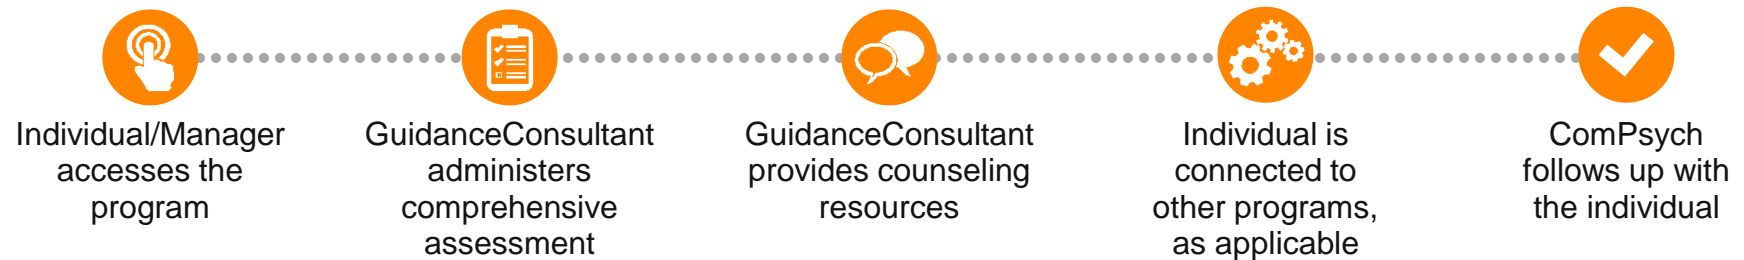 Individual/Manager
accesses the
program
GuidanceConsultant
administers
comprehensive
assessment
GuidanceConsultant
provides counseling
resources
Individual is
connected to
other programs,
as applicable
ComPsych
follows up with
the individual